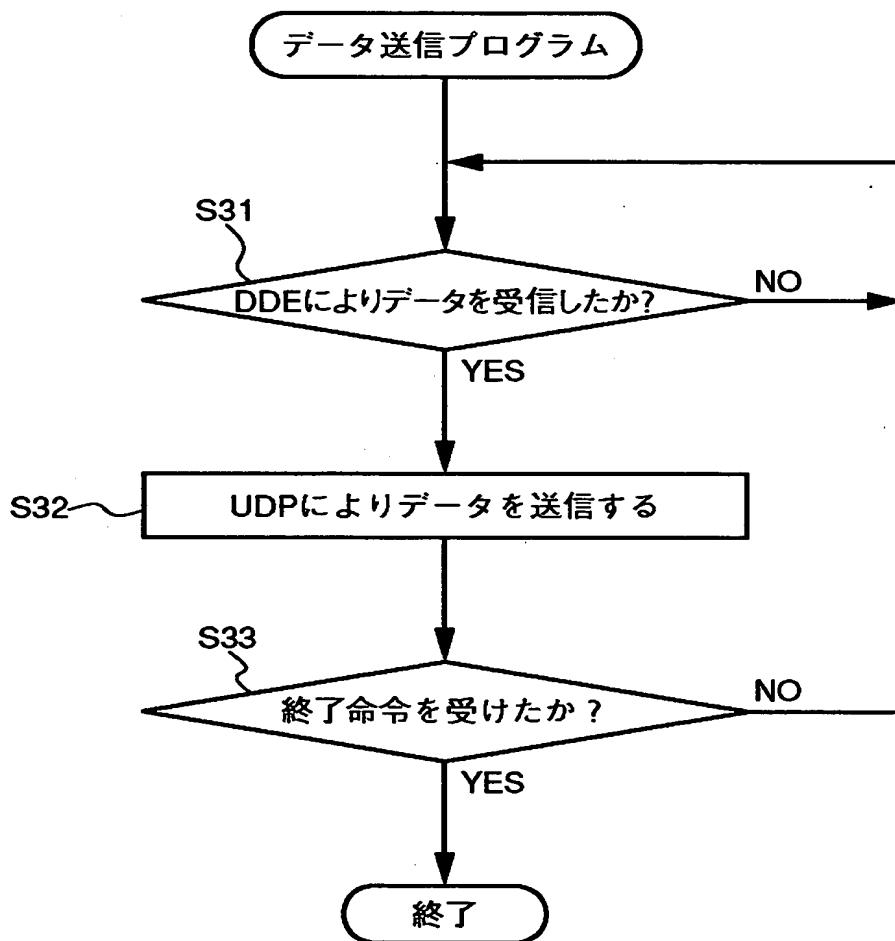 データ送信プログラム
S31
DDEによりデータを受信したか?
NO
YES
S32
UDPによりデータを送信する
S33
終了命令を受けたか?
NO
YES
終了